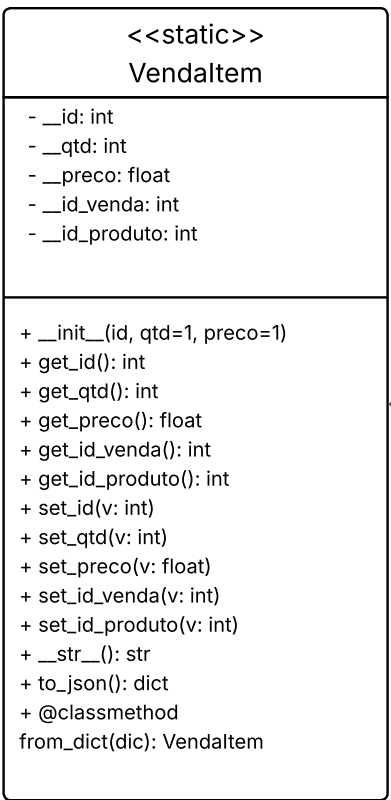 <<static>>
VendaItem
- __id: int
- __qtd: int
- __preco: float
- __id_venda: int
- __id_produto: int
+ __init__(id, qtd=1, preco=1)
+ get_id(): int
+ get_qtd(): int
+ get_preco(): float
+ get_id_venda(): int
+ get_id_produto(): int
+ set_id(v: int)
+ set_qtd(v: int)
+ set_preco(v: float)
+ set_id_venda(v: int)
+ set_id_produto(v: int)
+ __str__(): str
+ to_json(): dict
+ @classmethod
from_dict(dic): VendaItem